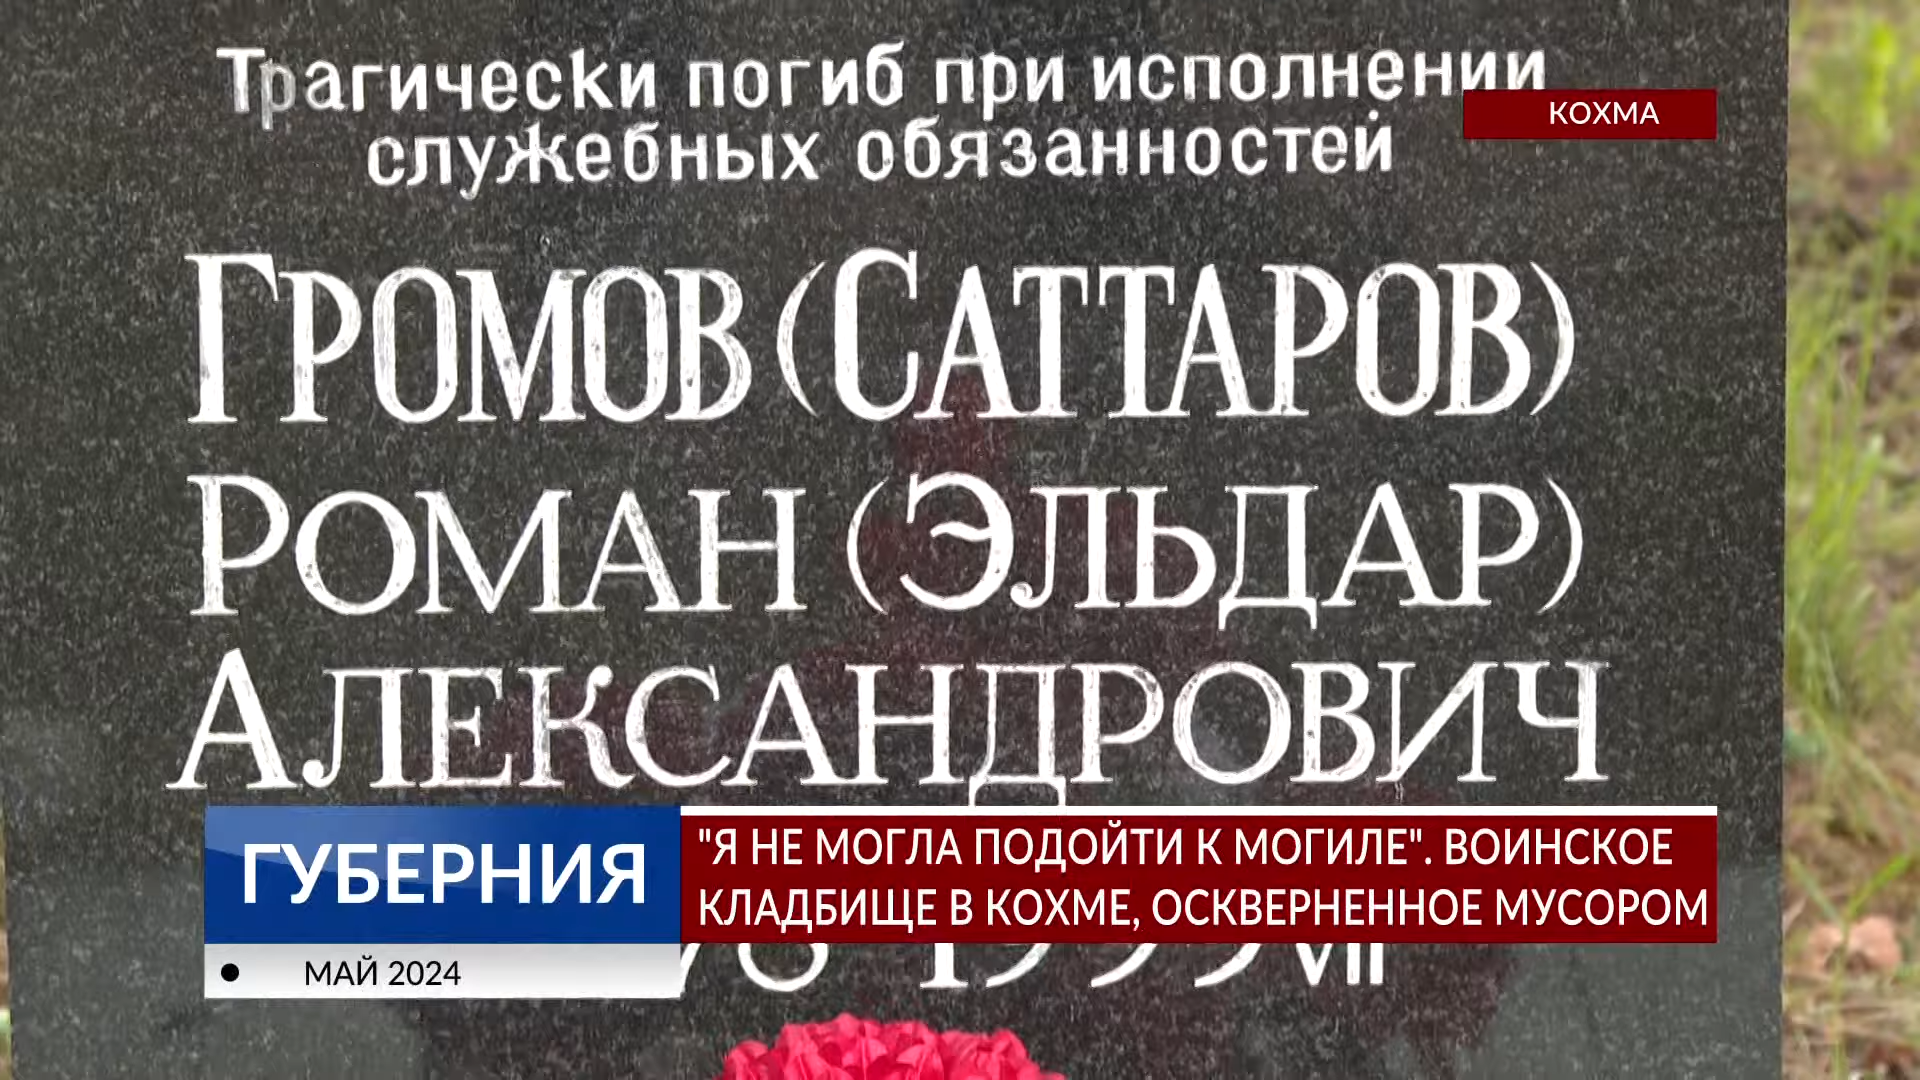 Трагически погиб при исполнении
служебных обязанностей
КОХМА
ГРОМОВ (САТТАРОВ)
РОМАН (ЭЛЬДАР)
АЛЕКСАНДРОВИЧ
ГУБЕРНИЯ
"Я НЕ МОГЛА ПОДОЙТИ К МОГИЛЕ". ВОИНСКОЕ
КЛАДБИЩЕ В КОХМЕ, ОСКВЕРНЕННОЕ МУСОРОМ
МАЙ 2024